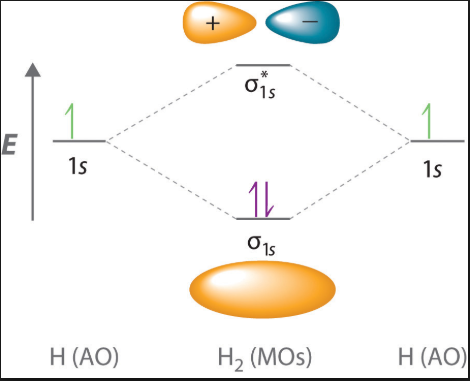 + −
σ*1s
E
1s 1s
σ1s
H (AO) H2 (MOs) H (AO)